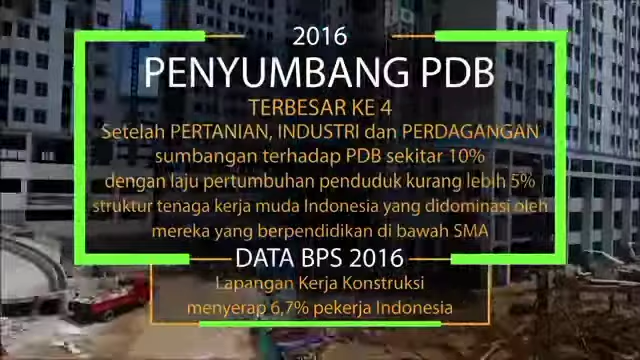 2016
PENYUMBANG PDB
TERBESAR KE 4
Setelah PERTANIAN, INDUSTRI dan PERDAGANGAN
sumbangan terhadap PDB sekitar 10%
dengan laju pertumbuhan penduduk kurang lebih 5%
struktur tenaga kerja muda Indonesia yang didominasi oleh
mereka yang berpendidikan di bawah SMA
DATA BPS 2016
Lapangan Kerja Konstruksi
menyerap 6,7% pekerja Indonesia